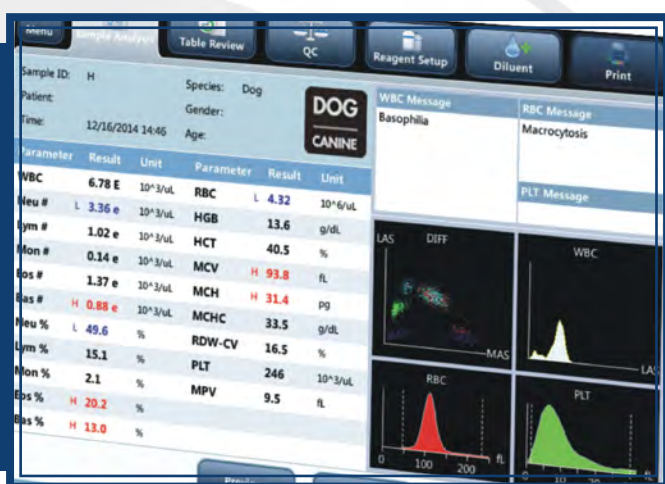 Menu
Sample Analysis
Table Review
QC
Reagent Setup
Diluent
Print
Sample ID: H
Species: Dog
Patient:
Gender:
Time: 12/16/2014 14:46
Age:
DOG
CANINE
Parameter Result Unit Parameter Result Unit
WBC 6.78 E 10^3/uL RBC L 4.32 10^6/uL
Neu # L 3.36 e 10^3/uL HGB 13.6 g/dL
Lym # 1.02 e 10^3/uL HCT 40.5 %
Mon # 0.14 e 10^3/uL MCV H 93.8 fL
Eos # 1.37 e 10^3/uL MCH H 31.4 pg
Bas # H 0.88 e 10^3/uL MCHC 33.5 g/dL
Neu % L 49.6 % RDW-CV 16.5 %
Lym % 15.1 % PLT 246 10^3/uL
Mon % 2.1 % MPV 9.5 fL
Eos % H 20.2 %
Bas % H 13.0 %
WBC Message
Basophilia
RBC Message
Macrocytosis
PLT Message
LAS DIFF
MAS
WBC
LAS
RBC
0 100 200 fL
PLT
0 10 20 fL